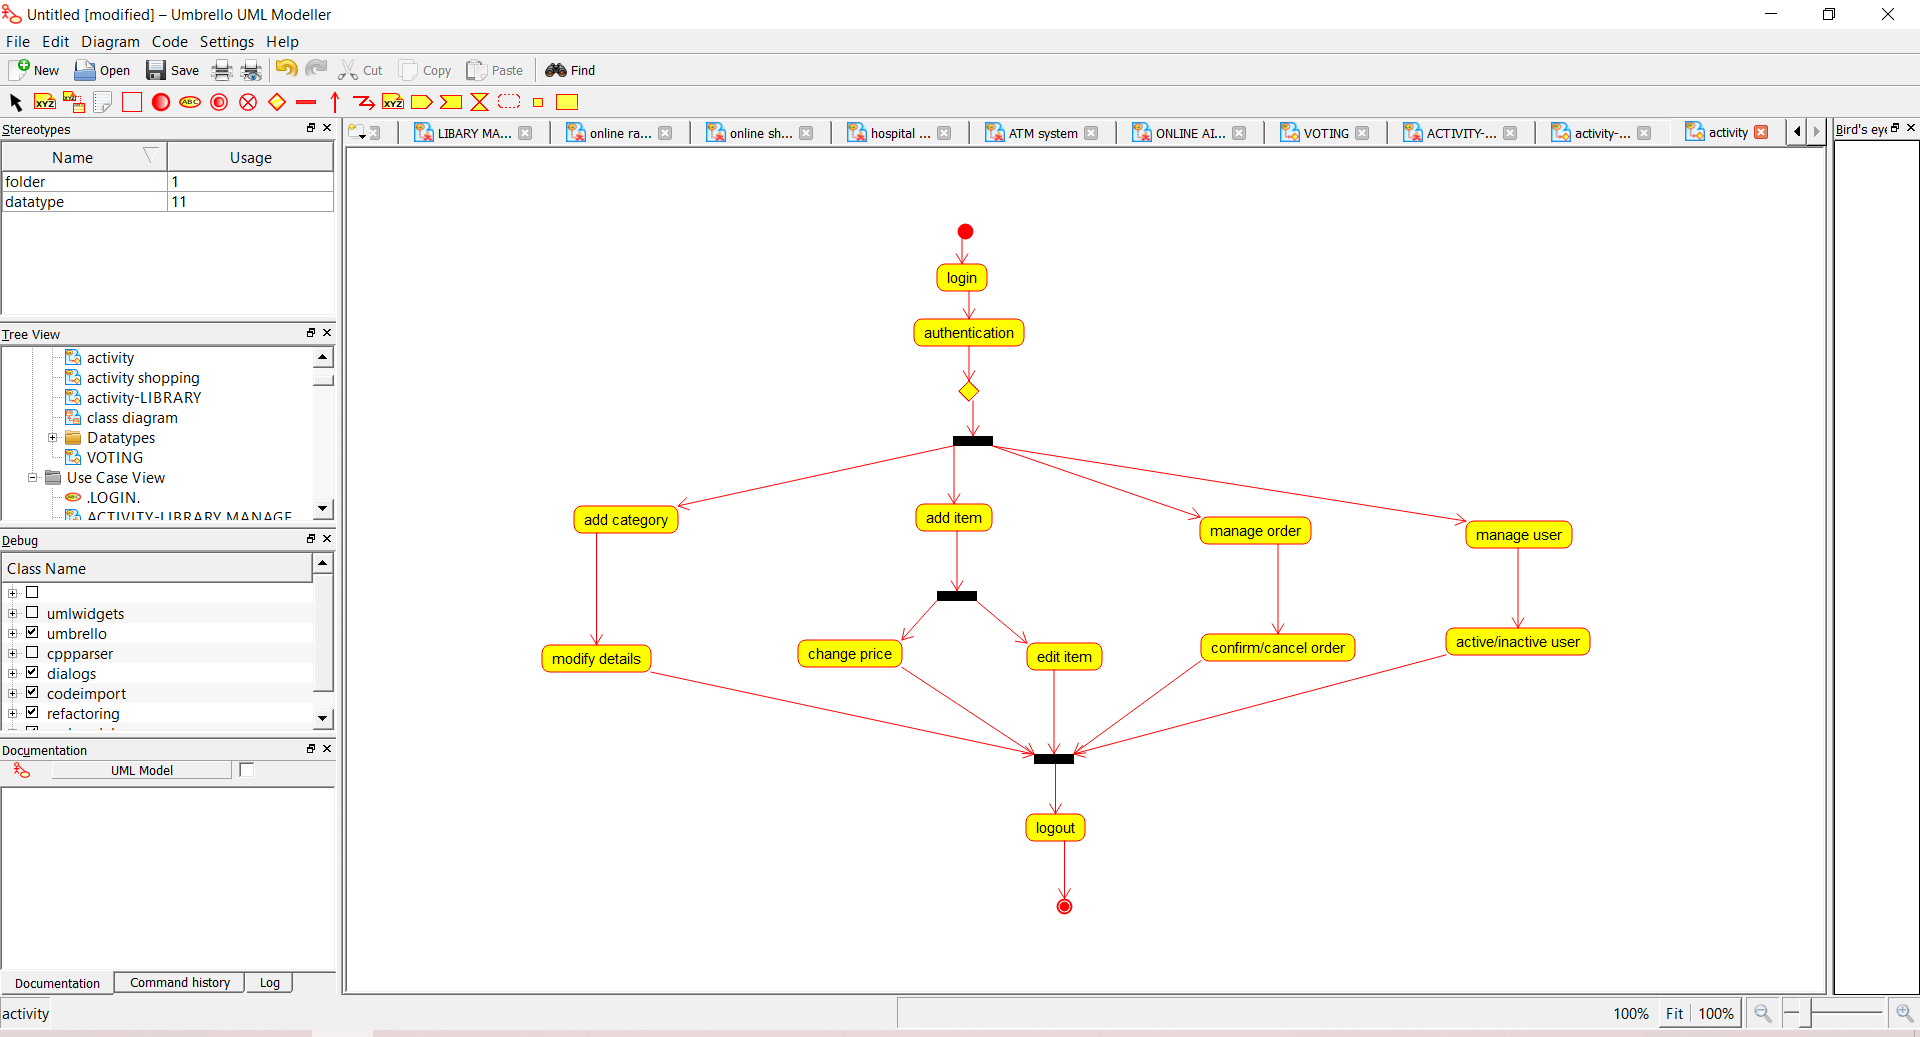 Untitled [modified] – Umbrello UML Modeller
File Edit Diagram Code Settings Help
New Open Save Cut Copy Paste Find
XYZ XYZ ABC XYZ
Stereotypes
LIBARY MA... online ra... online sh... hospital ... ATM system ONLINE AI... VOTING ACTIVITY-... activity-... activity
Bird's eye
Name Usage
folder 1
datatype 11
Tree View
activity
activity shopping
activity-LIBRARY
class diagram
Datatypes
VOTING
Use Case View
.LOGIN.
ACTIVITY-LIBRARY MANAGE
Debug
Class Name
umlwidgets
umbrello
cppparser
dialogs
codeimport
refactoring
Documentation
UML Model
Documentation Command history Log
login
authentication
add category
add item
manage order
manage user
modify details
change price
edit item
confirm/cancel order
active/inactive user
logout
activity
100% Fit 100%